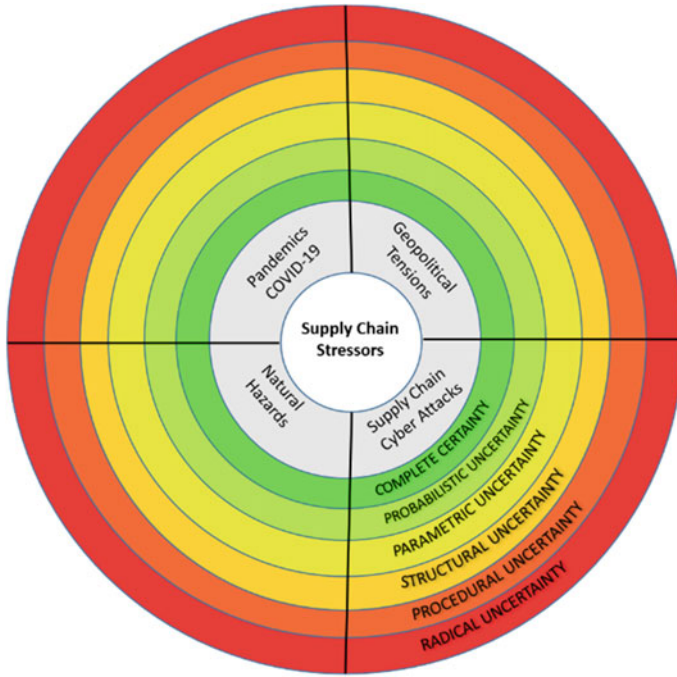 Pandemics
COVID-19
Geopolitical
Tensions
Supply Chain
Stressors
Natural
Hazards
Supply Chain
Cyber Attacks
COMPLETE CERTAINTY
PROBABILISTIC UNCERTAINTY
PARAMETRIC UNCERTAINTY
STRUCTURAL UNCERTAINTY
PROCEDURAL UNCERTAINTY
RADICAL UNCERTAINTY